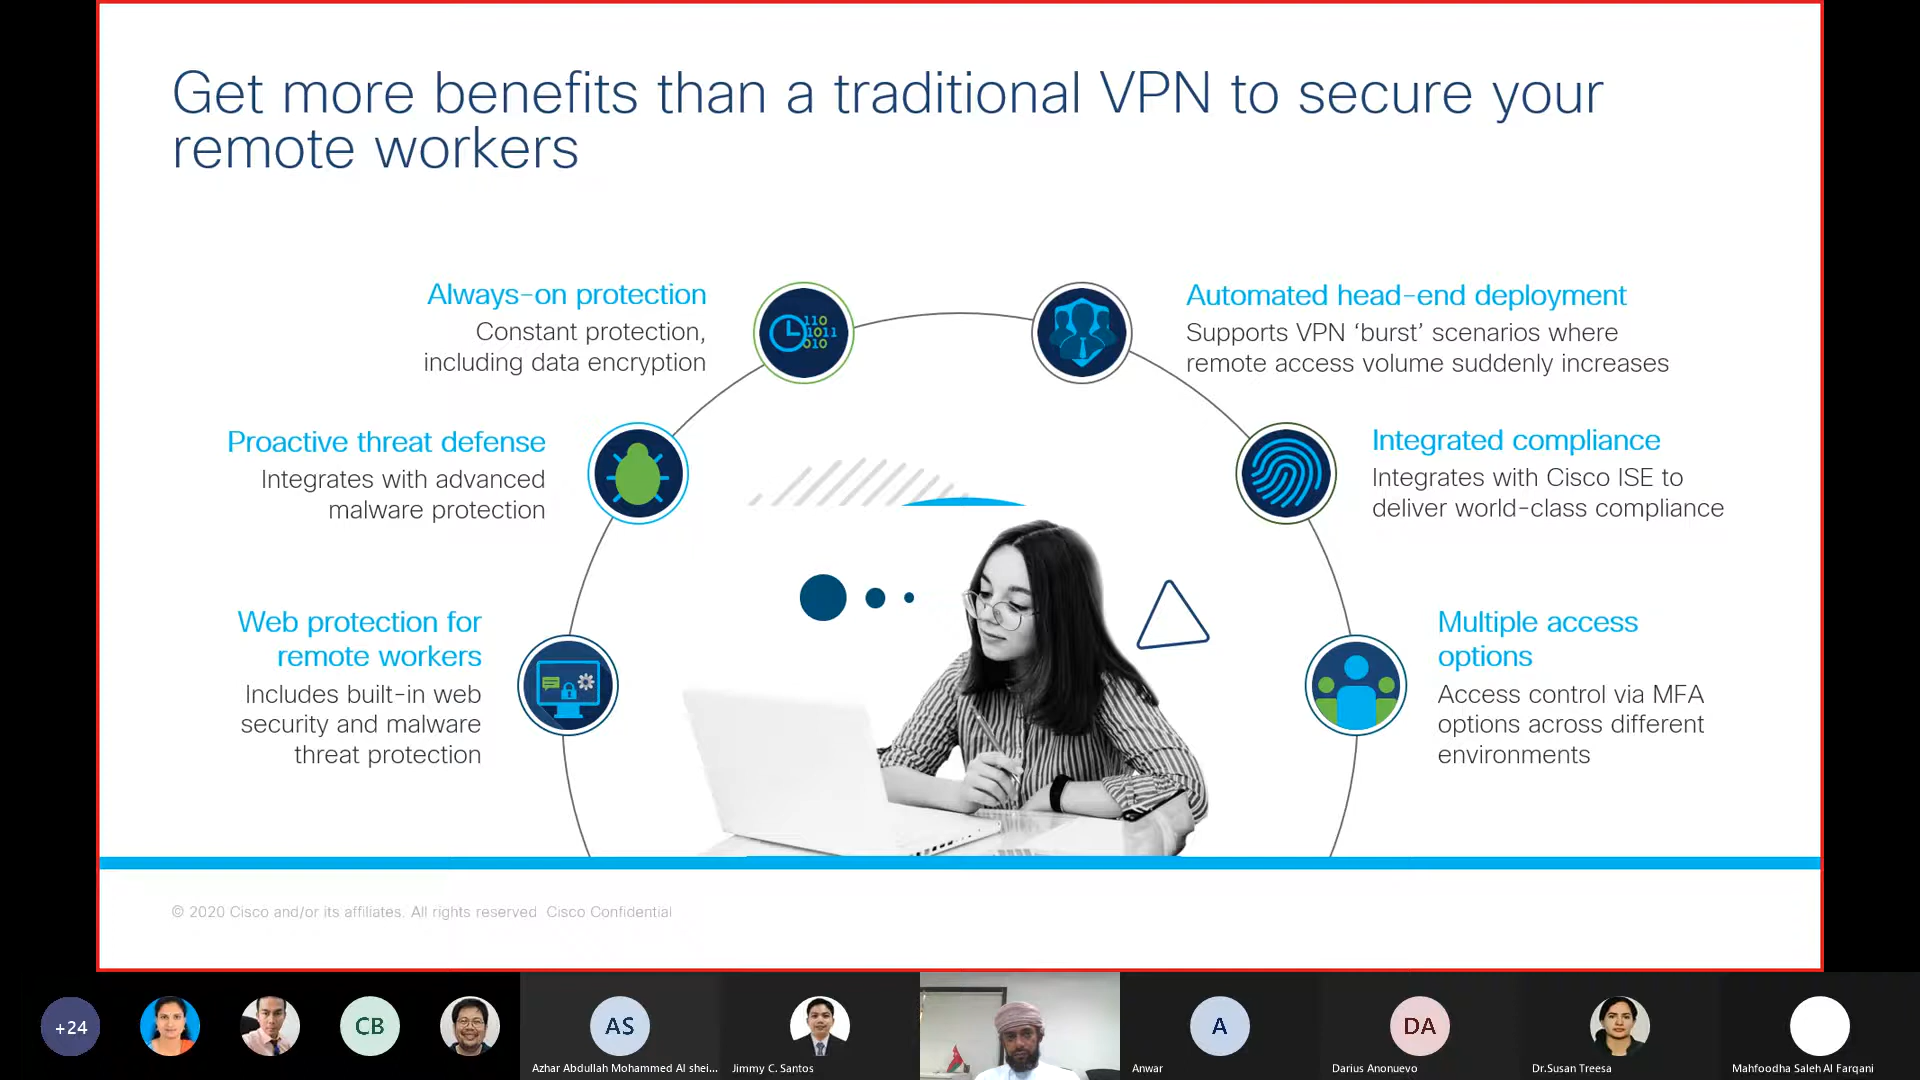 Get more benefits than a traditional VPN to secure your
remote workers
Always-on protection
Constant protection,
including data encryption
110
1011
010
Automated head-end deployment
Supports VPN ‘burst’ scenarios where
remote access volume suddenly increases
Proactive threat defense
Integrates with advanced
malware protection
Integrated compliance
Integrates with Cisco ISE to
deliver world-class compliance
Web protection for
remote workers
Includes built-in web
security and malware
threat protection
Multiple access
options
Access control via MFA
options across different
environments
© 2020 Cisco and/or its affiliates. All rights reserved  Cisco Confidential
+24
CB
AS
A
DA
Azhar Abdullah Mohammed Al shei...
Jimmy C. Santos
Anwar
Darius Anonuevo
Dr.Susan Treesa
Mahfoodha Saleh Al Farqani